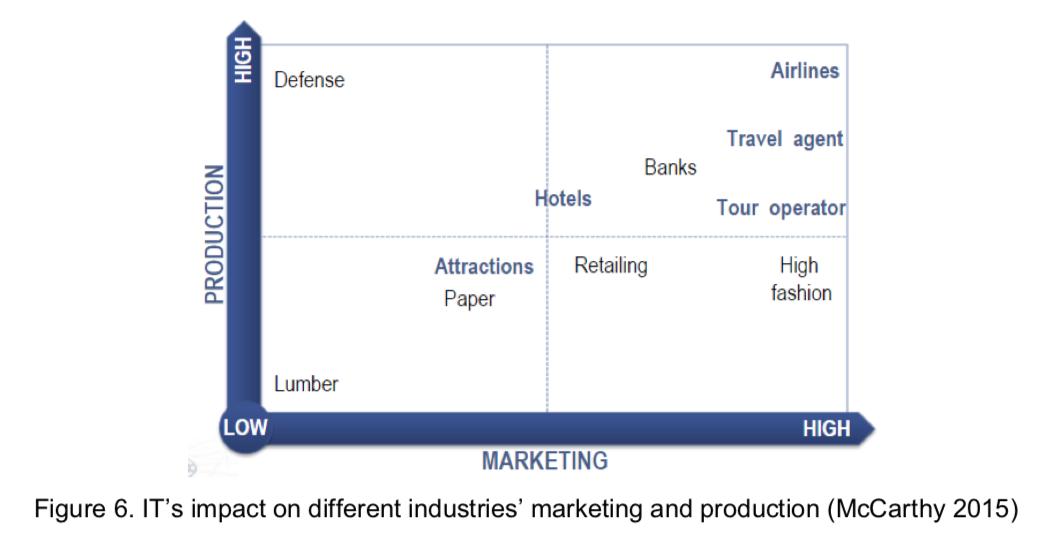 HIGH
Defense
Airlines
Travel agent
Banks
Hotels
Tour operator
PRODUCTION
Attractions
Retailing
High
fashion
Paper
Lumber
LOW
HIGH
MARKETING
Figure 6. IT’s impact on different industries’ marketing and production (McCarthy 2015)